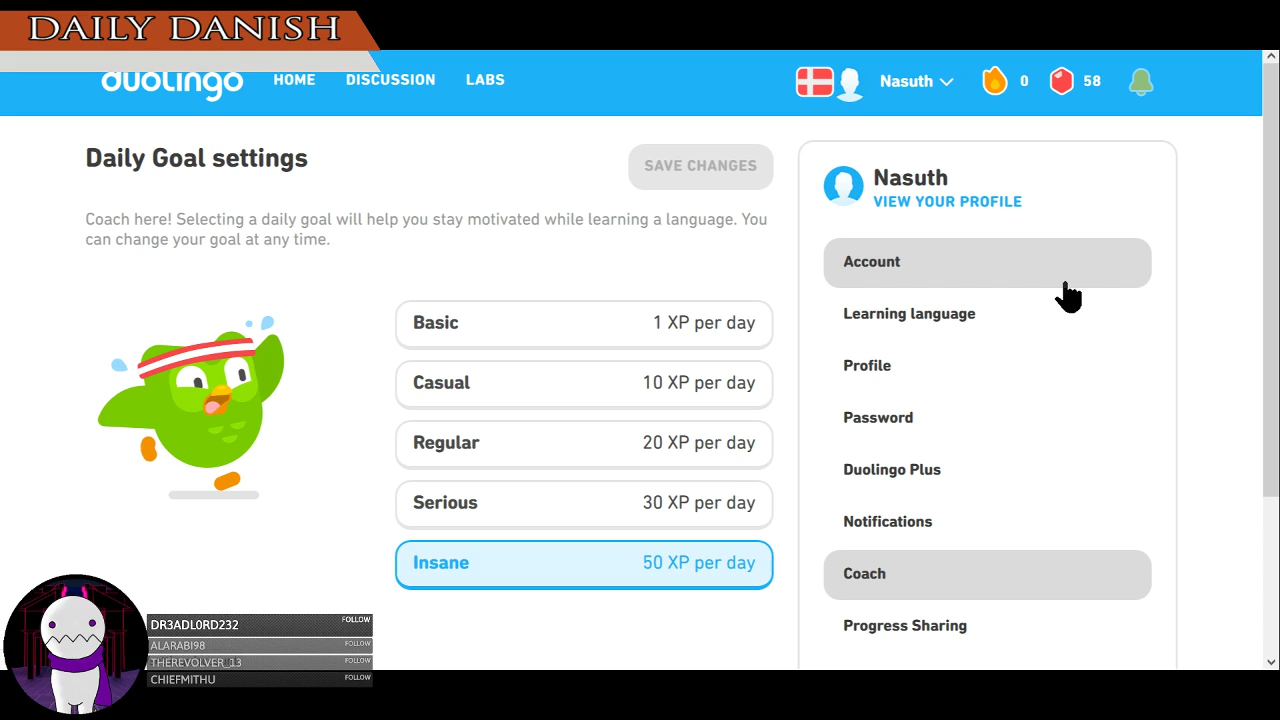 DAILY DANISH
duolingo
HOME DISCUSSION LABS
Nasuth
0
58
Daily Goal settings
SAVE CHANGES
Coach here! Selecting a daily goal will help you stay motivated while learning a language. You
can change your goal at any time.
Basic 1 XP per day
Casual 10 XP per day
Regular 20 XP per day
Serious 30 XP per day
Insane 50 XP per day
Nasuth
VIEW YOUR PROFILE
Account
Learning language
Profile
Password
Duolingo Plus
Notifications
Coach
Progress Sharing
DR3ADL0RD232 FOLLOW
ALARABI98 FOLLOW
THEREVOLVER_13 FOLLOW
CHIEFMITHU FOLLOW